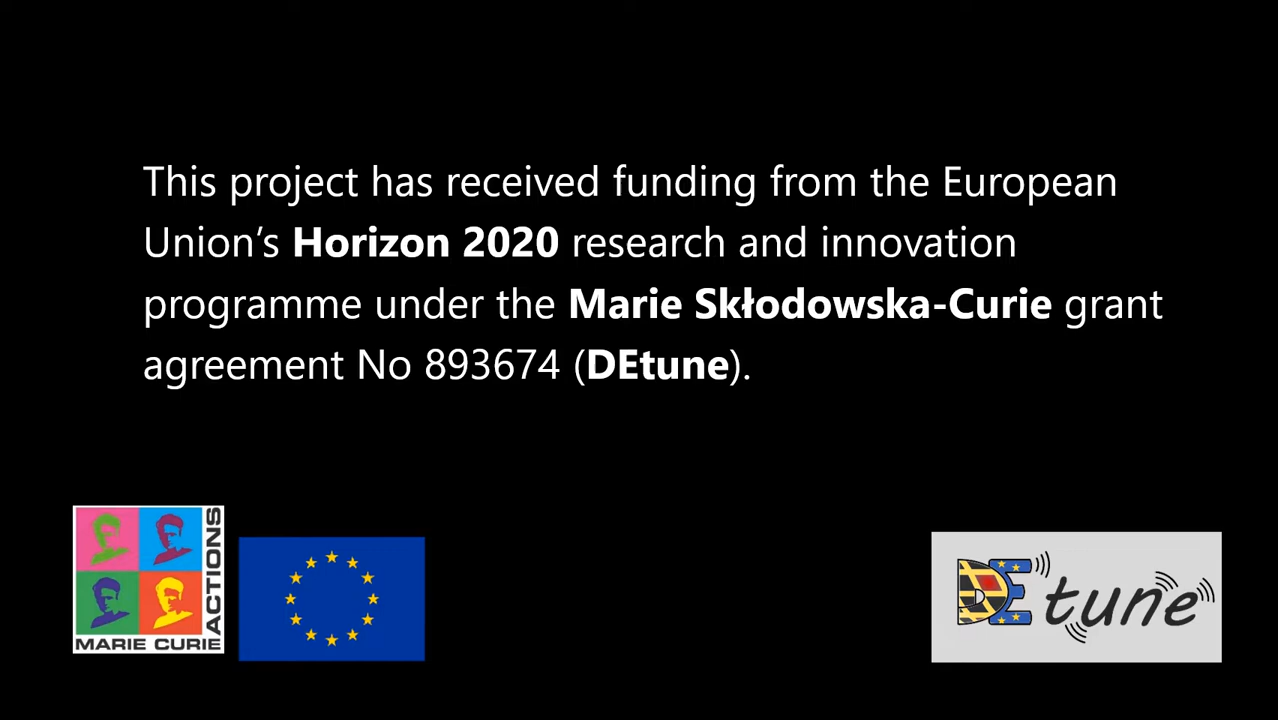 This project has received funding from the European
Union’s Horizon 2020 research and innovation
programme under the Marie Skłodowska-Curie grant
agreement No 893674 (DEtune).
MARIE CURIE
ACTIONS
DEtune